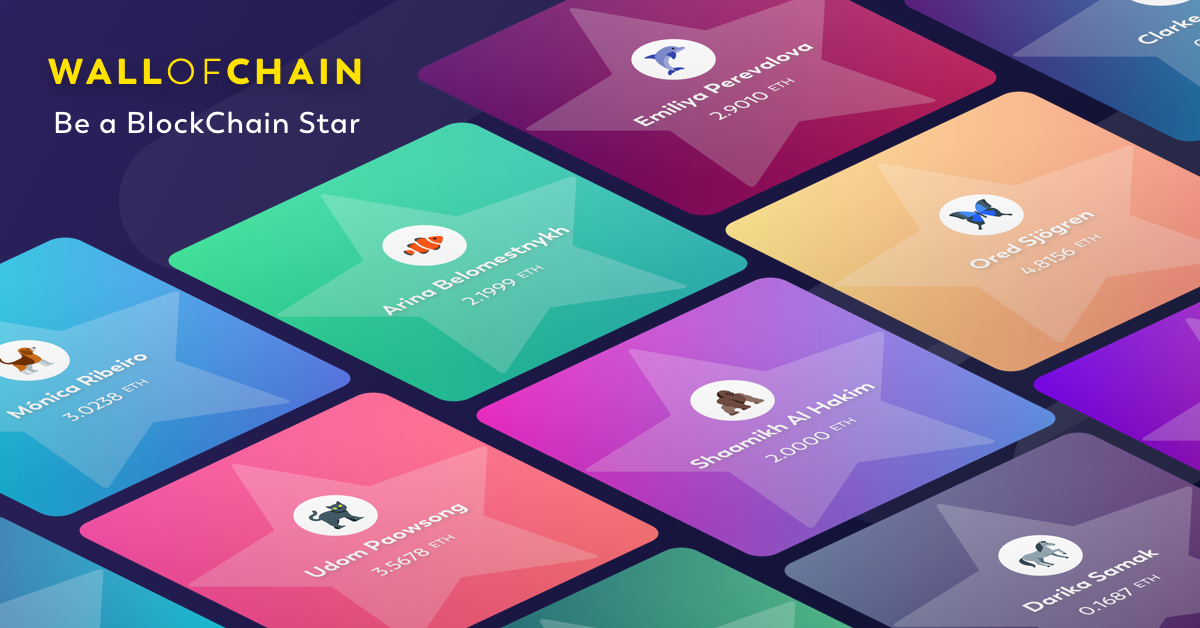 WALLOFCHAIN
Be a BlockChain Star
Emiliya Perevalova
2.9010 ETH
Clarke
Arina Belomestnykh
2.1999 ETH
Ored Sjögren
4.8156 ETH
Mónica Ribeiro
3.0238 ETH
Shaamikh Al Hakim
2.0000 ETH
Udom Paowsong
3.5678 ETH
Darika Samak
0.1687 ETH